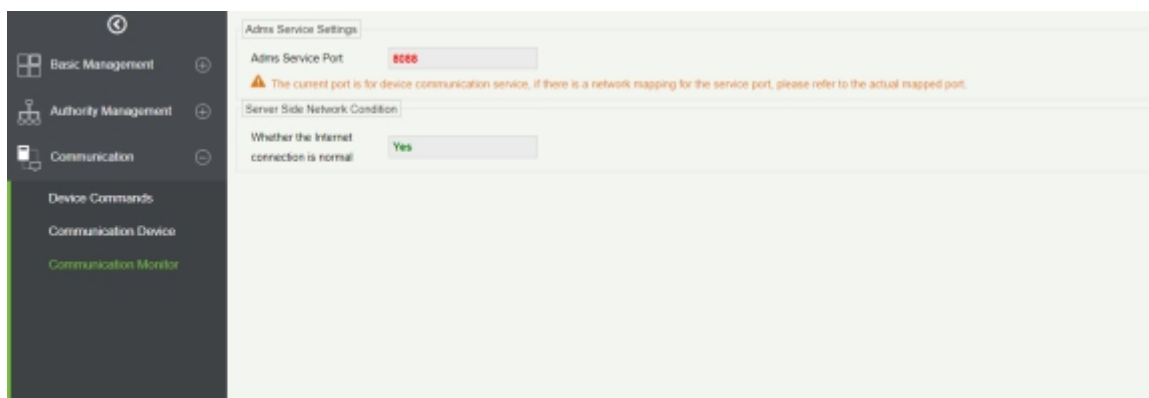 Adms Service Settings
Basic Management
Adms Service Port
8088
The current port is for device communication service, if there is a network mapping for the service port, please refer to the actual mapped port.
Authority Management
Server Side Network Condition
Whether the Internet
connection is normal
Yes
Communication
Device Commands
Communication Device
Communication Monitor